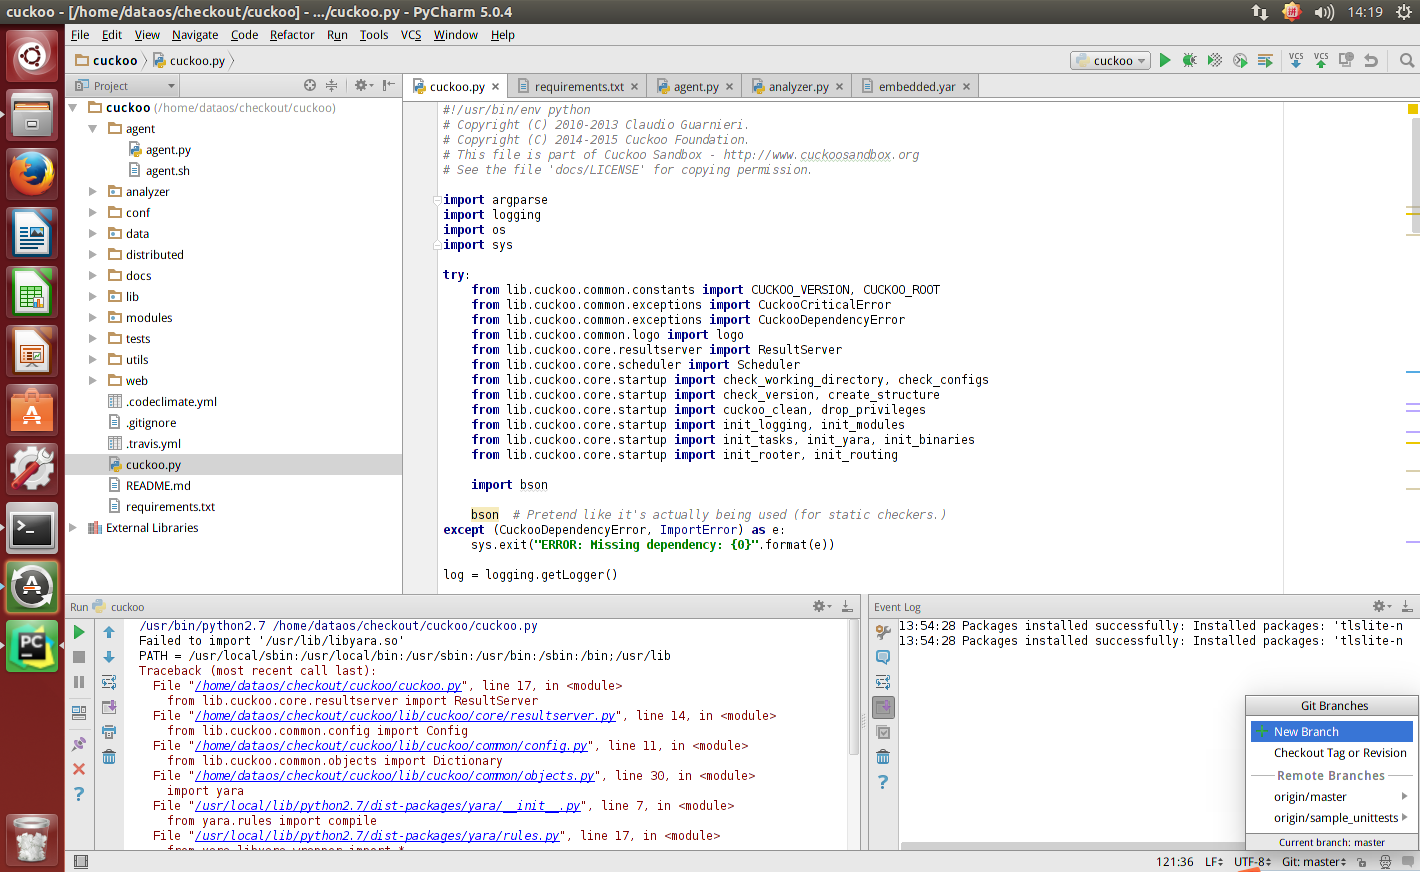 cuckoo - [/home/dataos/checkout/cuckoo] - .../cuckoo.py - PyCharm 5.0.4
14:19
File Edit View Navigate Code Refactor Run Tools VCS Window Help
cuckoo cuckoo.py
cuckoo
VCS VCS
Project
cuckoo.py requirements.txt agent.py analyzer.py embedded.yar
cuckoo (/home/dataos/checkout/cuckoo)
agent
agent.py
agent.sh
analyzer
conf
data
distributed
docs
lib
modules
tests
utils
web
.codeclimate.yml
.gitignore
.travis.yml
cuckoo.py
README.md
requirements.txt
External Libraries
#!/usr/bin/env python
# Copyright (C) 2010-2013 Claudio Guarnieri.
# Copyright (C) 2014-2015 Cuckoo Foundation.
# This file is part of Cuckoo Sandbox - http://www.cuckoosandbox.org
# See the file 'docs/LICENSE' for copying permission.
import argparse
import logging
import os
import sys
try:
from lib.cuckoo.common.constants import CUCKOO_VERSION, CUCKOO_ROOT
from lib.cuckoo.common.exceptions import CuckooCriticalError
from lib.cuckoo.common.exceptions import CuckooDependencyError
from lib.cuckoo.common.logo import logo
from lib.cuckoo.core.resultserver import ResultServer
from lib.cuckoo.core.scheduler import Scheduler
from lib.cuckoo.core.startup import check_working_directory, check_configs
from lib.cuckoo.core.startup import check_version, create_structure
from lib.cuckoo.core.startup import cuckoo_clean, drop_privileges
from lib.cuckoo.core.startup import init_logging, init_modules
from lib.cuckoo.core.startup import init_tasks, init_yara, init_binaries
from lib.cuckoo.core.startup import init_rooter, init_routing
import bson
bson # Pretend like it's actually being used (for static checkers.)
except (CuckooDependencyError, ImportError) as e:
sys.exit("ERROR: Missing dependency: {0}".format(e))
log = logging.getLogger()
Run cuckoo
/usr/bin/python2.7 /home/dataos/checkout/cuckoo/cuckoo.py
Failed to import '/usr/lib/libyara.so'
PATH = /usr/local/sbin:/usr/local/bin:/usr/sbin:/usr/bin:/sbin:/bin;/usr/lib
Traceback (most recent call last):
File "/home/dataos/checkout/cuckoo/cuckoo.py", line 17, in <module>
from lib.cuckoo.core.resultserver import ResultServer
File "/home/dataos/checkout/cuckoo/lib/cuckoo/core/resultserver.py", line 14, in <module>
from lib.cuckoo.common.config import Config
File "/home/dataos/checkout/cuckoo/lib/cuckoo/common/config.py", line 11, in <module>
from lib.cuckoo.common.objects import Dictionary
File "/home/dataos/checkout/cuckoo/lib/cuckoo/common/objects.py", line 30, in <module>
import yara
File "/usr/local/lib/python2.7/dist-packages/yara/__init__.py", line 7, in <module>
from yara.rules import compile
File "/usr/local/lib/python2.7/dist-packages/yara/rules.py", line 17, in <module>
from yara.libyara_wrapper import *
Event Log
13:54:28 Packages installed successfully: Installed packages: 'tlslite-n
13:54:28 Packages installed successfully: Installed packages: 'tlslite-n
Git Branches
New Branch
Checkout Tag or Revision
Remote Branches
origin/master
origin/sample_unittests
Current branch: master
121:36 LF UTF-8 Git: master
PC